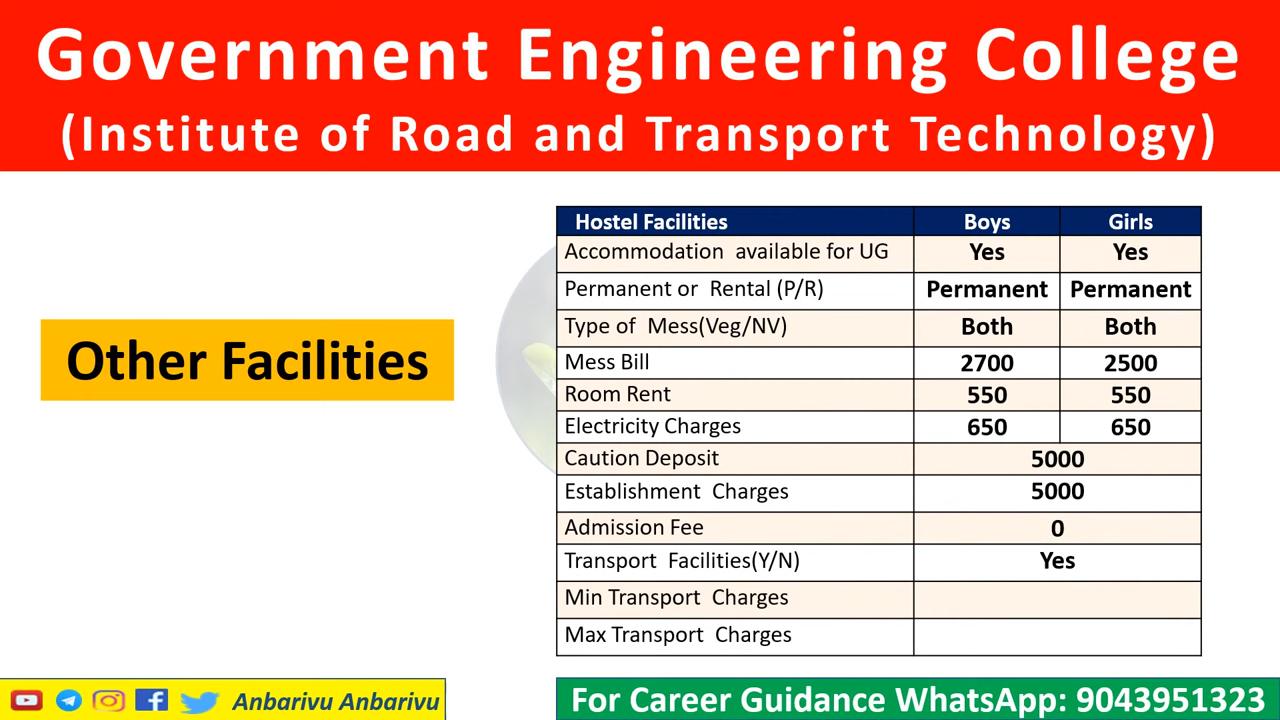 Government Engineering College
(Institute of Road and Transport Technology)
Other Facilities
Hostel Facilities Boys Girls
Accommodation available for UG Yes Yes
Permanent or Rental (P/R) Permanent Permanent
Type of Mess(Veg/NV) Both Both
Mess Bill 2700 2500
Room Rent 550 550
Electricity Charges 650 650
Caution Deposit 5000
Establishment Charges 5000
Admission Fee 0
Transport Facilities(Y/N) Yes
Min Transport Charges
Max Transport Charges
Anbarivu Anbarivu
For Career Guidance WhatsApp: 9043951323